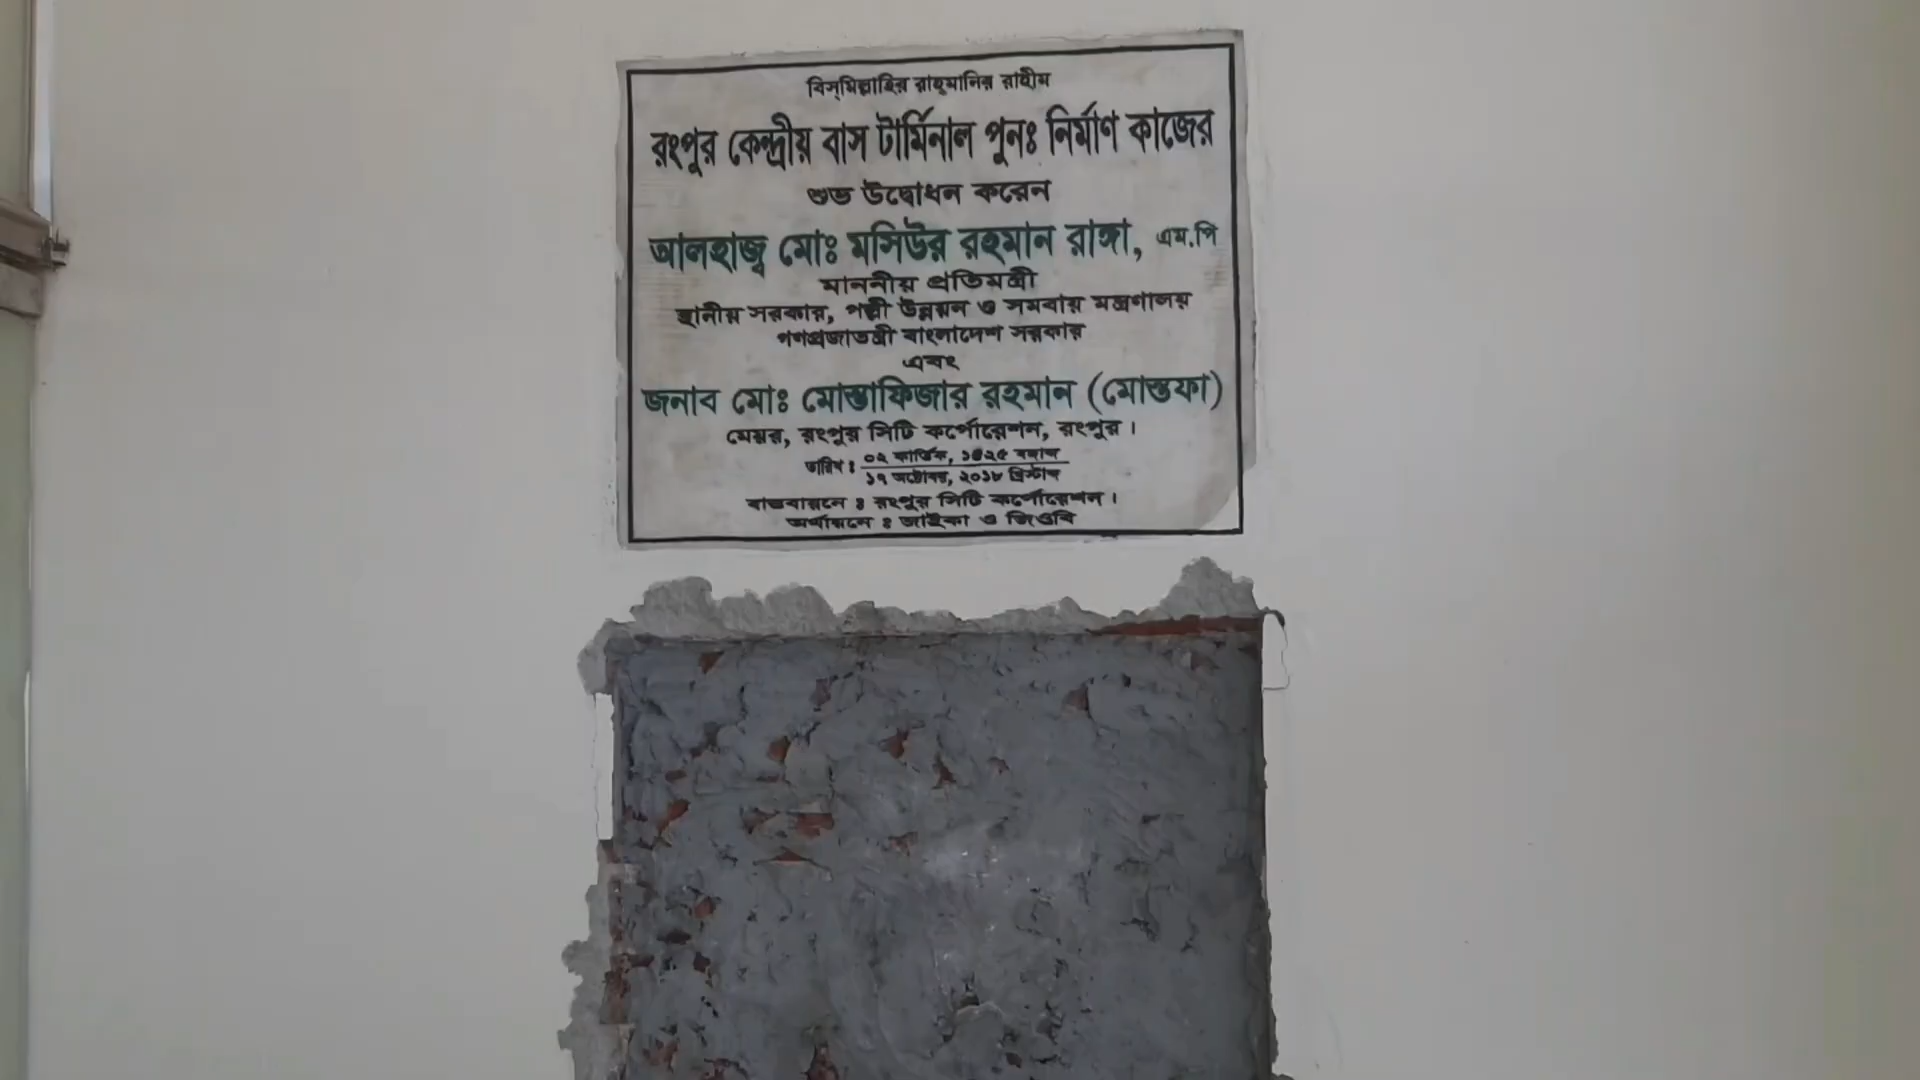 বিস্‌মিল্লাহির রাহ্‌মানির রাহীম
রংপুর কেন্দ্রীয় বাস টার্মিনাল পুনঃ নির্মাণ কাজের
শুভ উদ্বোধন করেন
আলহাজ্ব মোঃ মসিউর রহমান রাঙ্গা, এম.পি
মাননীয় প্রতিমন্ত্রী
স্থানীয় সরকার, পল্লী উন্নয়ন ও সমবায় মন্ত্রণালয়
গণপ্রজাতন্ত্রী বাংলাদেশ সরকার
এবং
জনাব মোঃ মোস্তাফিজার রহমান (মোস্তফা)
মেয়র, রংপুর সিটি কর্পোরেশন, রংপুর।
তারিখ : ০২ কার্তিক, ১৪২৫ বঙ্গাব্দ
১৭ অক্টোবর, ২০১৮ খ্রিস্টাব্দ
বাস্তবায়নে : রংপুর সিটি কর্পোরেশন।
অর্থায়নে : জাইকা ও জিওবি